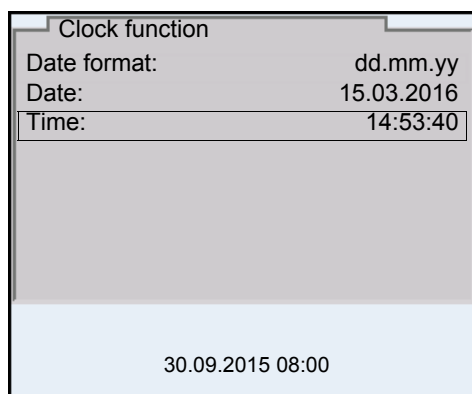 Clock function
Date format: dd.mm.yy
Date: 15.03.2016
Time: 14:53:40
30.09.2015 08:00